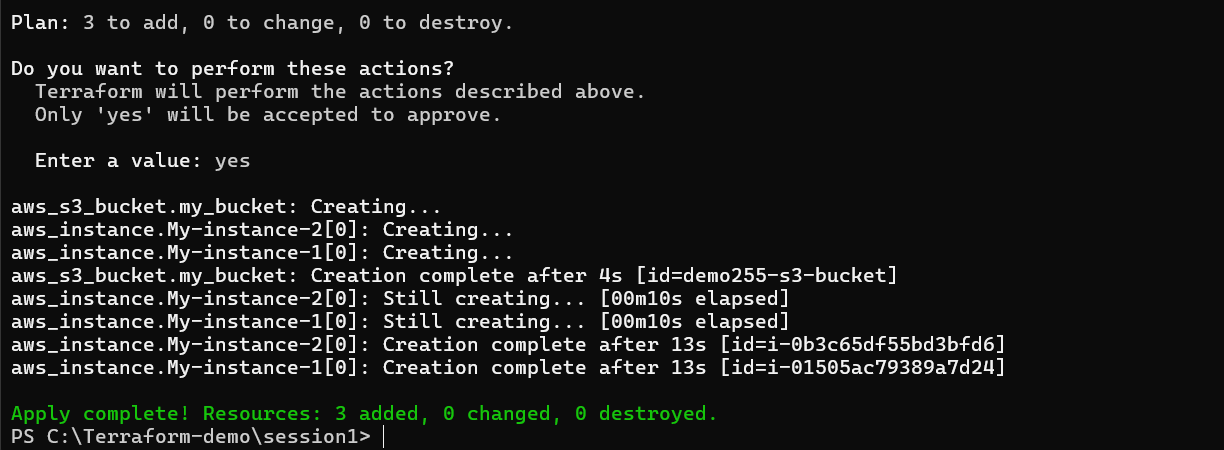 Plan: 3 to add, 0 to change, 0 to destroy.
Do you want to perform these actions?
Terraform will perform the actions described above.
Only 'yes' will be accepted to approve.
Enter a value: yes
aws_s3_bucket.my_bucket: Creating...
aws_instance.My-instance-2[0]: Creating...
aws_instance.My-instance-1[0]: Creating...
aws_s3_bucket.my_bucket: Creation complete after 4s [id=demo255-s3-bucket]
aws_instance.My-instance-2[0]: Still creating... [00m10s elapsed]
aws_instance.My-instance-1[0]: Still creating... [00m10s elapsed]
aws_instance.My-instance-2[0]: Creation complete after 13s [id=i-0b3c65df55bd3bfd6]
aws_instance.My-instance-1[0]: Creation complete after 13s [id=i-01505ac79389a7d24]
Apply complete! Resources: 3 added, 0 changed, 0 destroyed.
PS C:\Terraform-demo\session1>